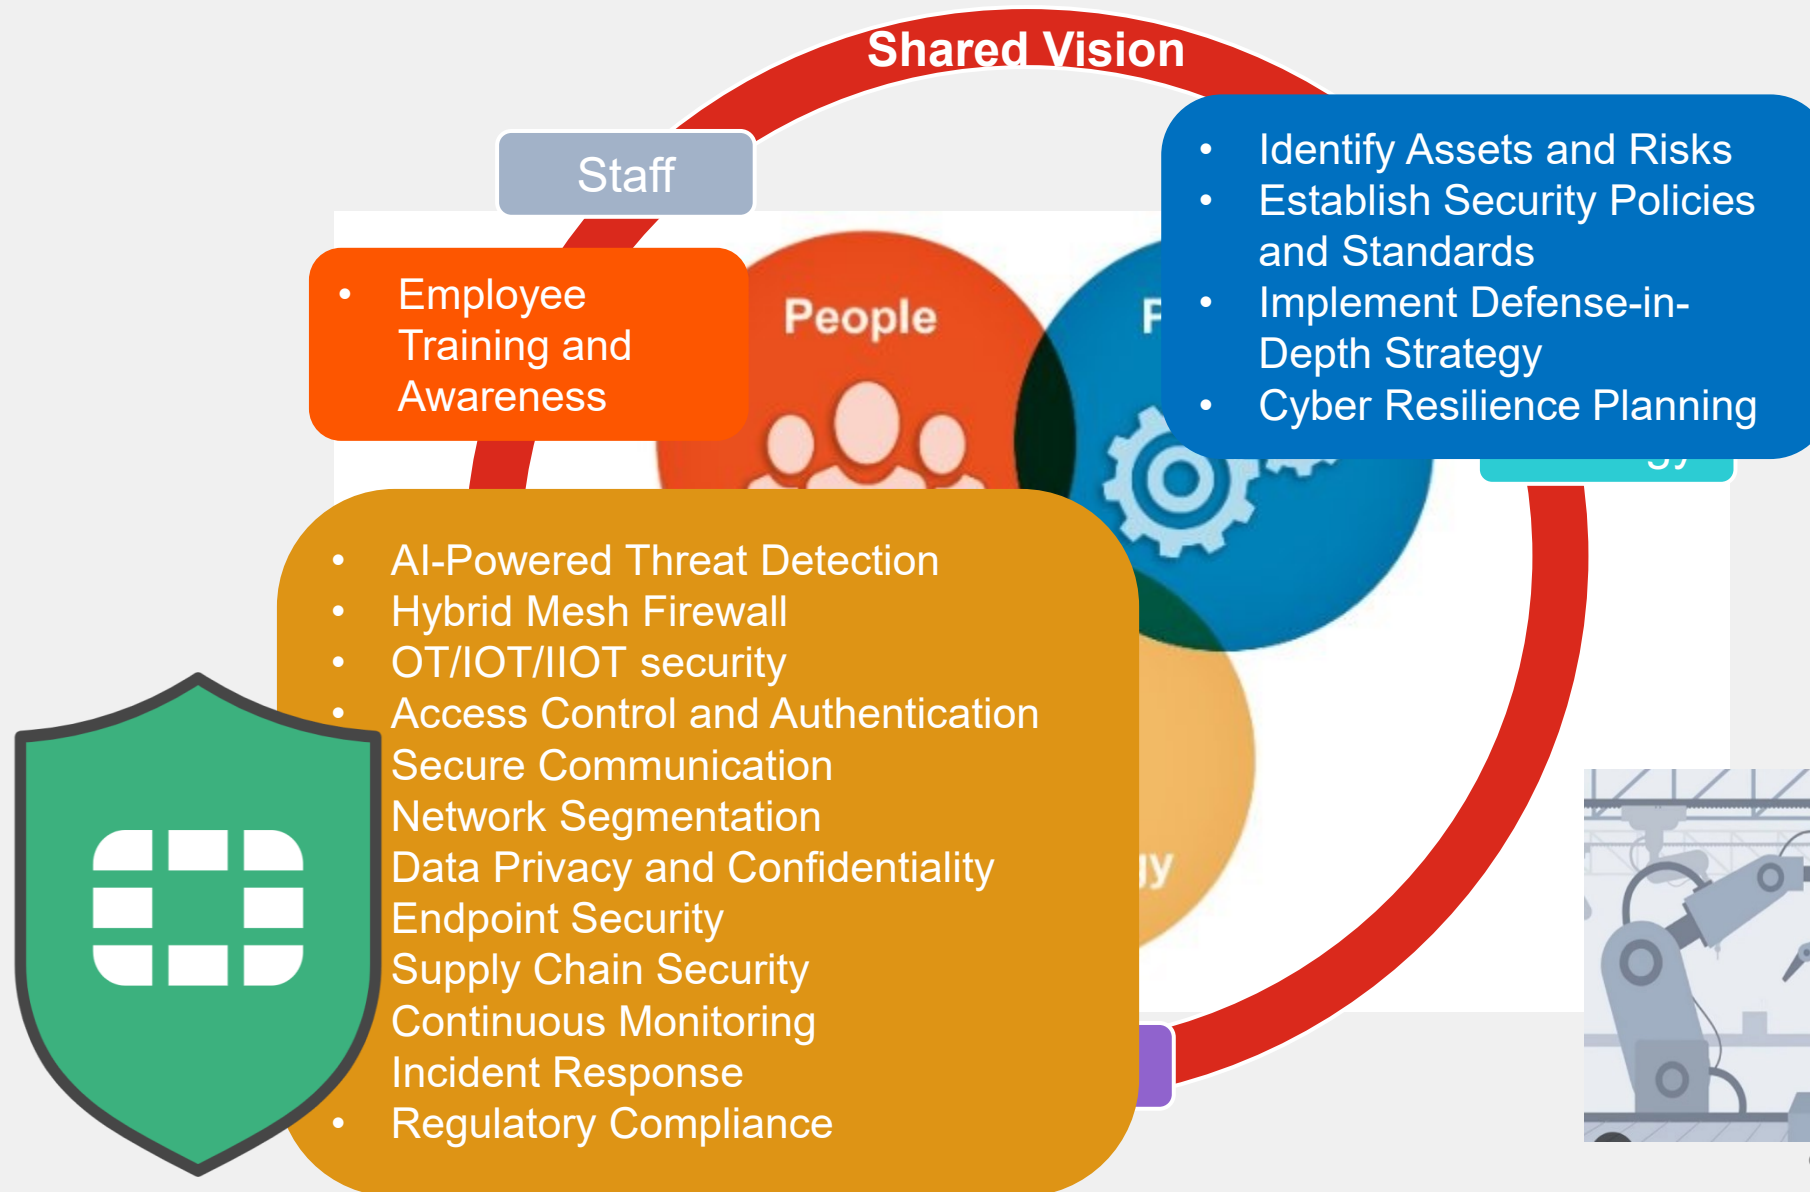 Shared Vision
Staff
• Employee
Training and
Awareness
People
• Identify Assets and Risks
• Establish Security Policies
and Standards
• Implement Defense-in-
Depth Strategy
• Cyber Resilience Planning
• AI-Powered Threat Detection
• Hybrid Mesh Firewall
• OT/IOT/IIOT security
• Access Control and Authentication
Secure Communication
Network Segmentation
Data Privacy and Confidentiality
Endpoint Security
Supply Chain Security
Continuous Monitoring
Incident Response
• Regulatory Compliance